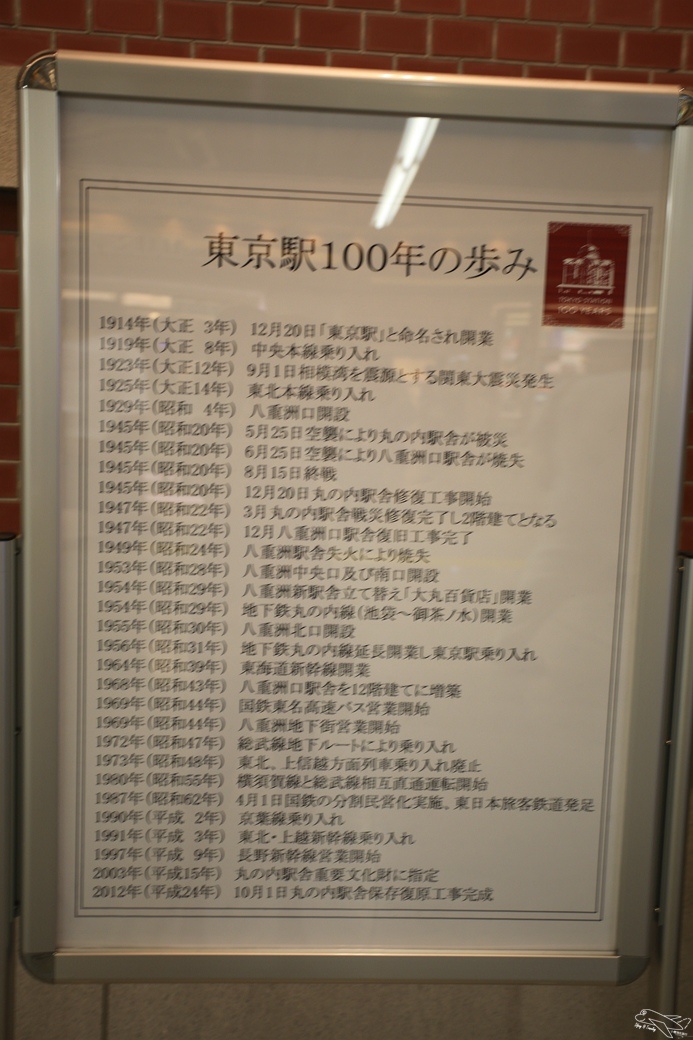 東京駅100年の歩み
TOKYO STATION
100 YEARS
1914年(大正 3年) 12月20日「東京駅」と命名され開業
1919年(大正 8年) 中央本線乗り入れ
1923年(大正12年) 9月1日相模湾を震源とする関東大震災発生
1925年(大正14年) 東北本線乗り入れ
1929年(昭和 4年) 八重洲口開設
1945年(昭和20年) 5月25日空襲により丸の内駅舎が被災
1945年(昭和20年) 6月25日空襲により八重洲口駅舎が焼失
1945年(昭和20年) 8月15日終戦
1945年(昭和20年) 12月20日丸の内駅舎修復工事開始
1947年(昭和22年) 3月丸の内駅舎戦災修復完了し2階建てとなる
1947年(昭和22年) 12月八重洲口駅舎復旧工事完了
1949年(昭和24年) 八重洲駅舎失火により焼失
1953年(昭和28年) 八重洲中央口及び南口開設
1954年(昭和29年) 八重洲新駅舎立て替え「大丸百貨店」開業
1954年(昭和29年) 地下鉄丸の内線(池袋〜御茶ノ水)開業
1955年(昭和30年) 八重洲北口開設
1956年(昭和31年) 地下鉄丸の内線延長開業し東京駅乗り入れ
1964年(昭和39年) 東海道新幹線開業
1968年(昭和43年) 八重洲口駅舎を12階建てに増築
1969年(昭和44年) 国鉄東名高速バス営業開始
1969年(昭和44年) 八重洲地下街営業開始
1972年(昭和47年) 総武線地下ルートにより乗り入れ
1973年(昭和48年) 東北、上信越方面列車乗り入れ廃止
1980年(昭和55年) 横須賀線と総武線相互直通運転開始
1987年(昭和62年) 4月1日国鉄の分割民営化実施。東日本旅客鉄道発足
1990年(平成 2年) 京葉線乗り入れ
1991年(平成 3年) 東北・上越新幹線乗り入れ
1997年(平成 9年) 長野新幹線営業開始
2003年(平成15年) 丸の内駅舎重要文化財に指定
2012年(平成24年) 10月1日丸の内駅舎保存復原工事完成